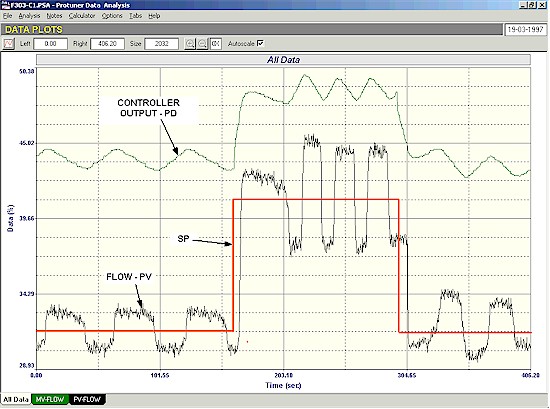 F303-C1.PSA - Protuner Data Analysis
File Analysis Notes Calculator Options Tabs Help
DATA PLOTS
19-03-1997
Left 0.00 Right 406.20 Size 2032 Autoscale
All Data
50.38
CONTROLLER
OUTPUT - PD
45.02
Data (%)
39.66
SP
FLOW - PV
34.29
28.93
0.00 101.55 203.10 304.65 406.20
Time (sec)
All Data MV-FLOW PV-FLOW